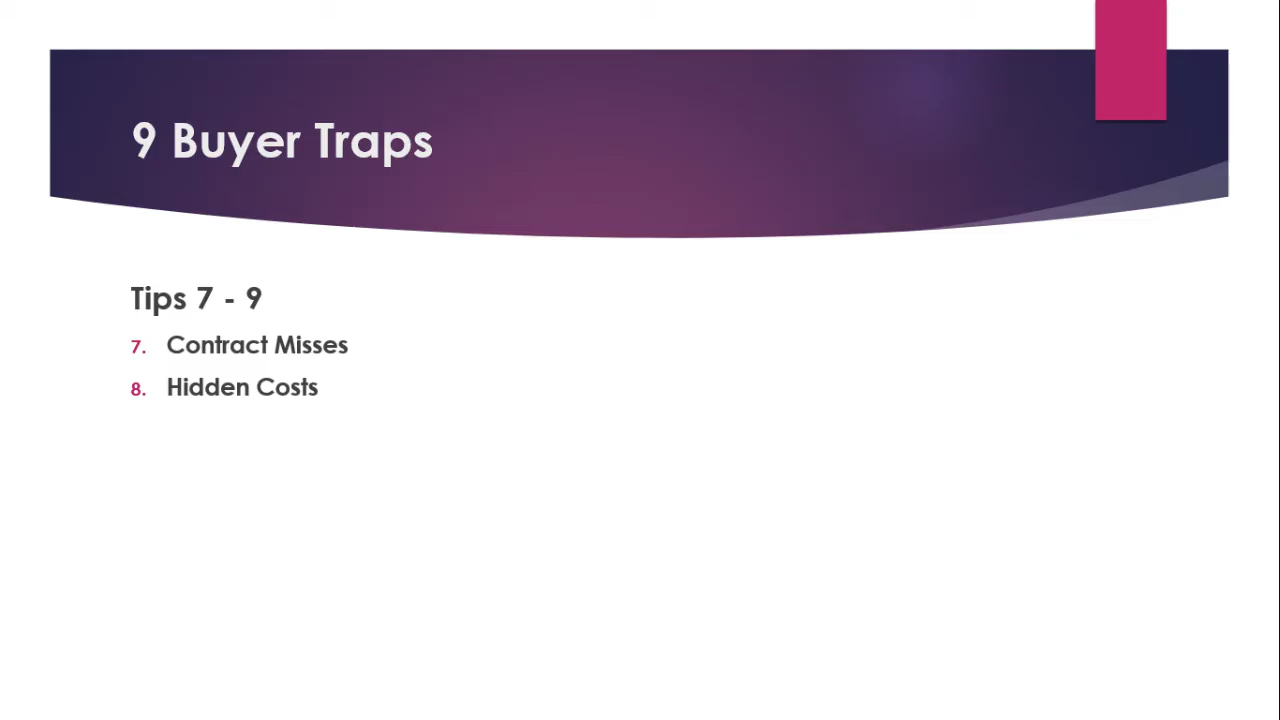 9 Buyer Traps
Tips 7 - 9
7. Contract Misses
8. Hidden Costs